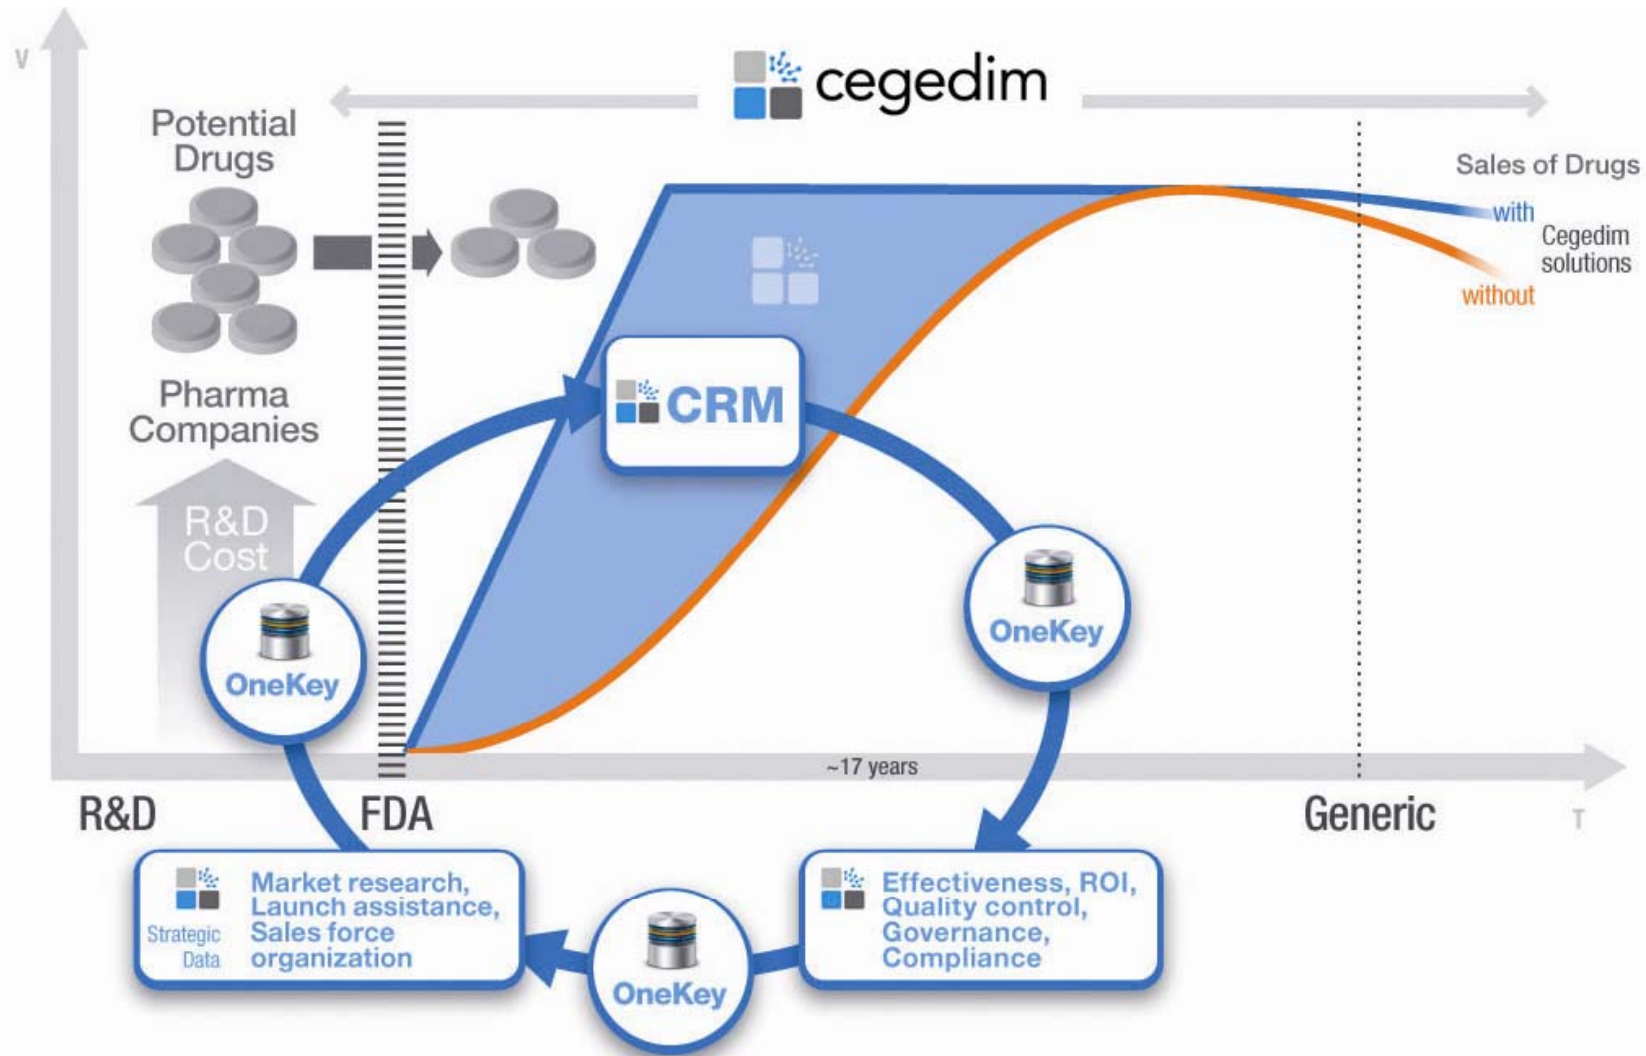 V
cegedim
Potential
Drugs
Sales of Drugs
with
Cegedim
solutions
without
Pharma
Companies
CRM
R&D
Cost
OneKey
OneKey
~17 years
R&D
FDA
Generic
T
Strategic
Data
Market research,
Launch assistance,
Sales force
organization
OneKey
Effectiveness, ROI,
Quality control,
Governance,
Compliance